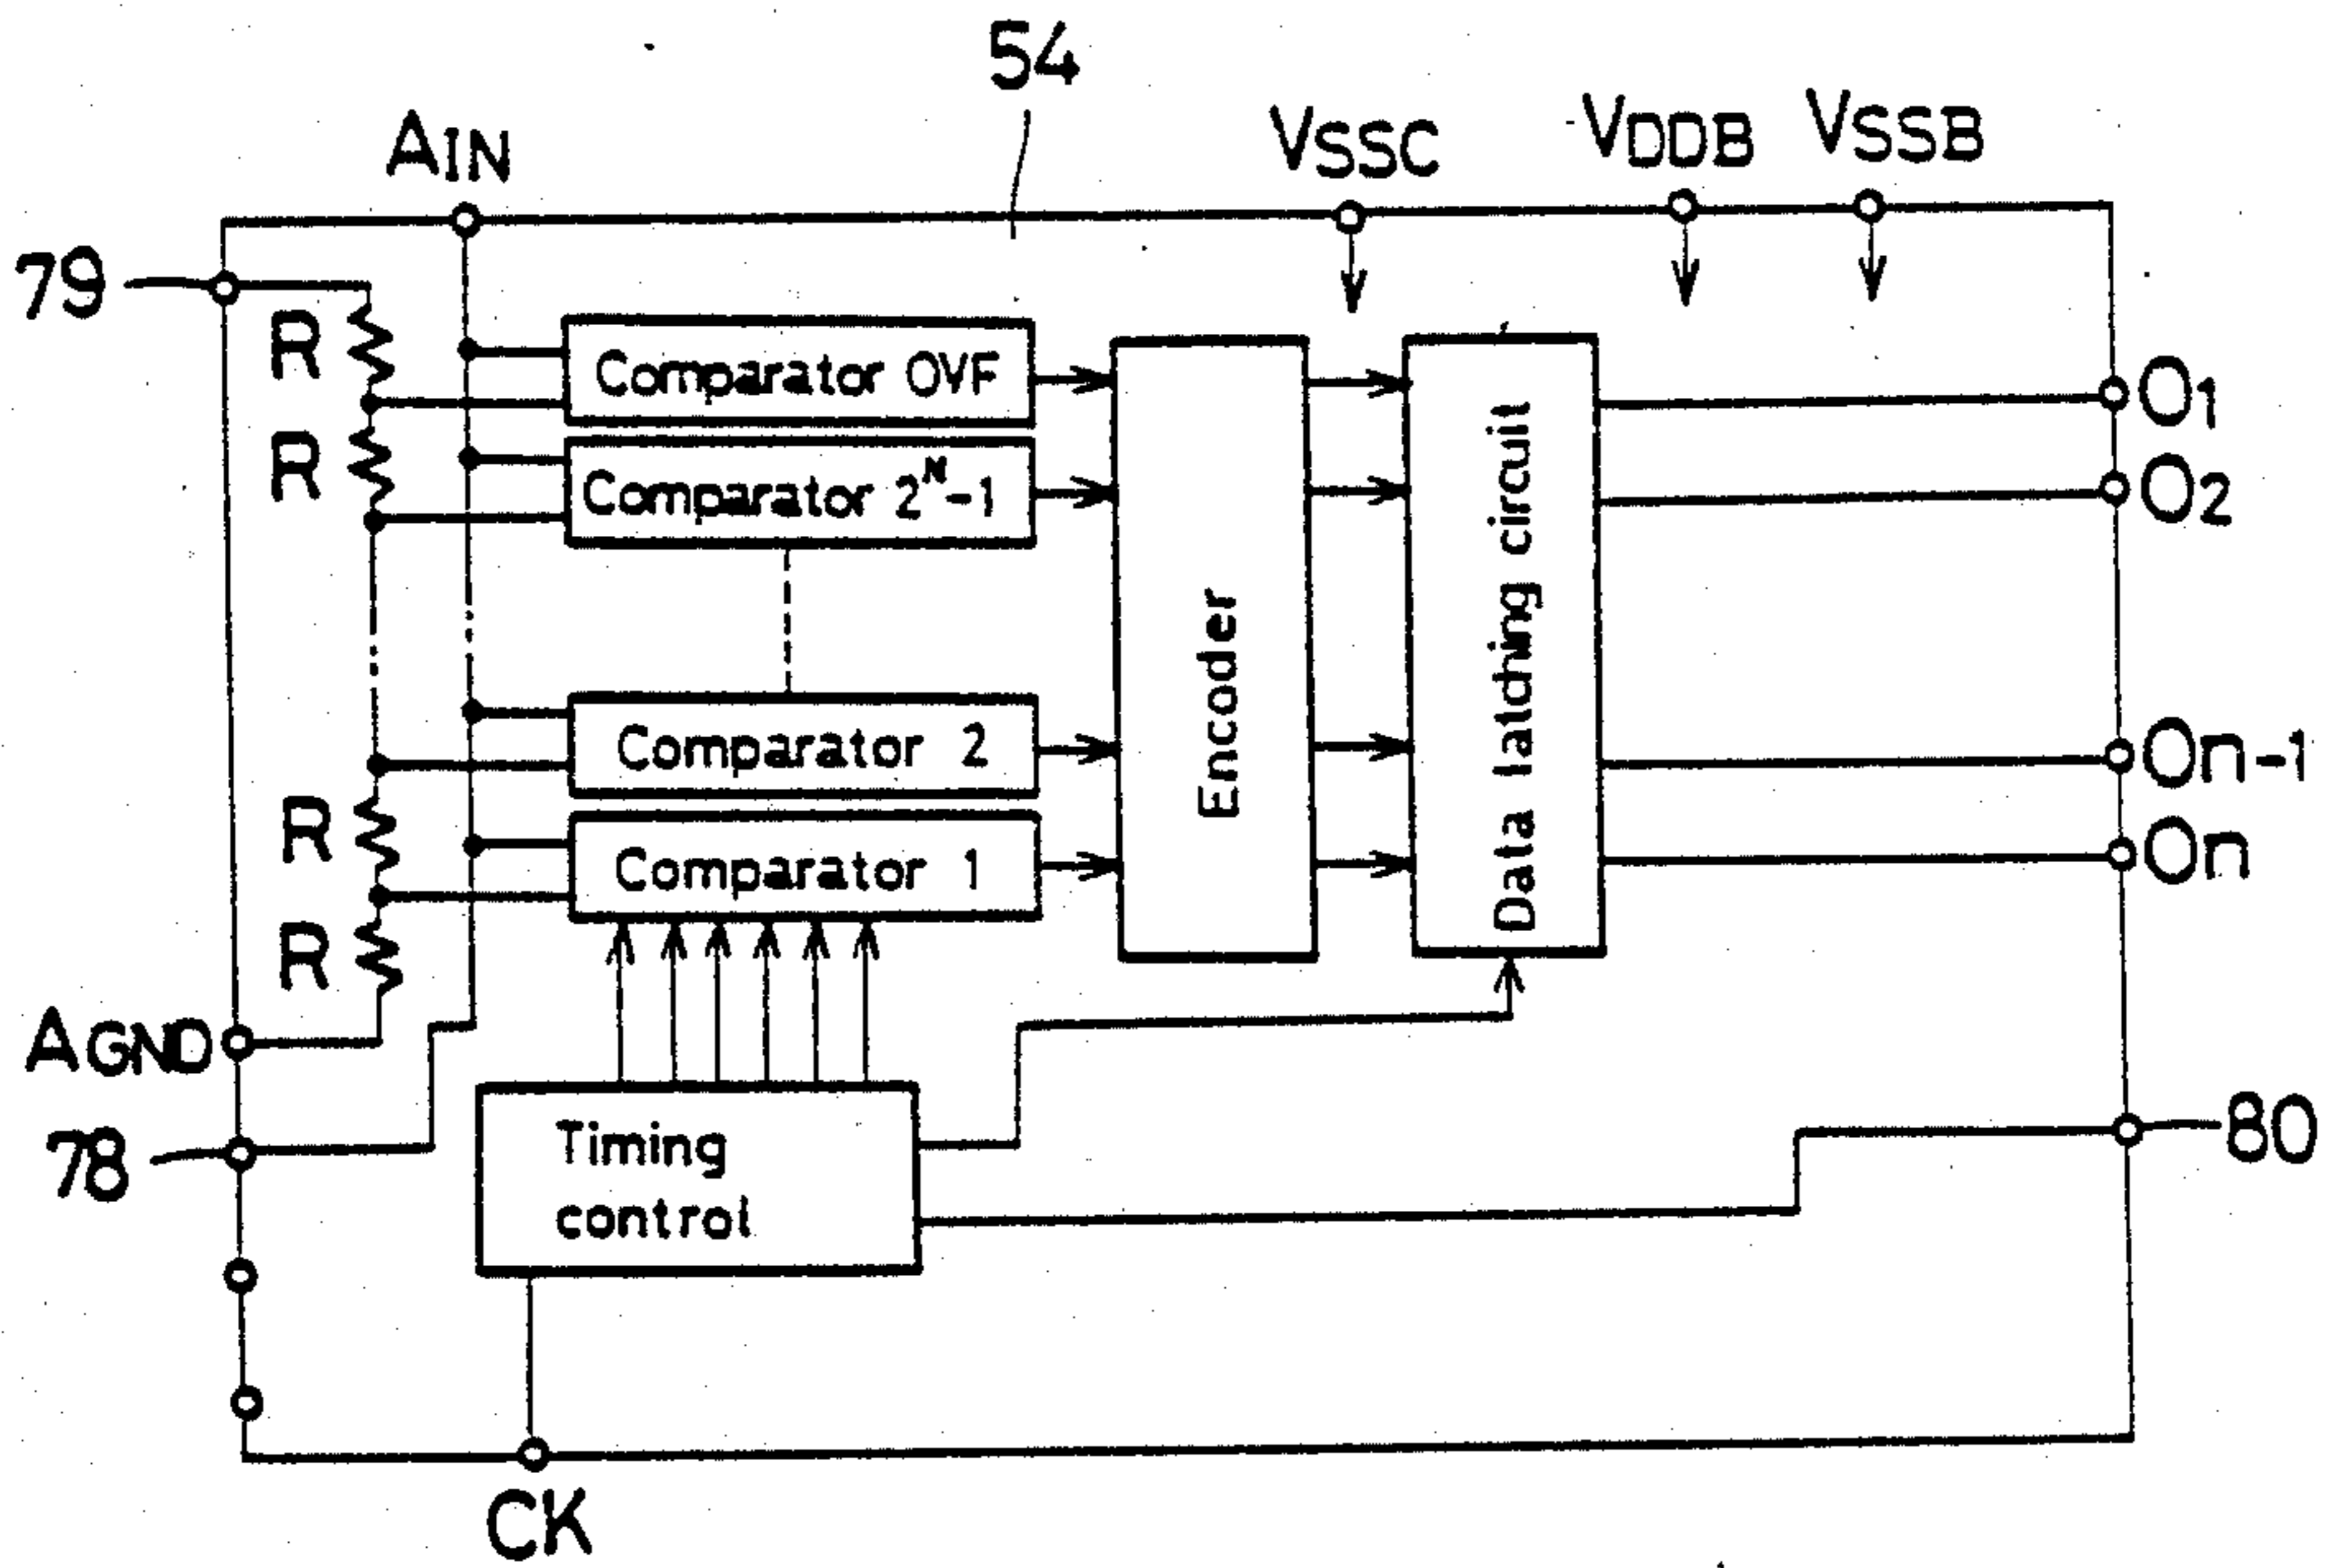 54
AIN
VSSC
VDDB
VSSB
79
R
Comparator OVF
R
Comparator 2^N-1
Encoder
Data latching circuit
O1
O2
Comparator 2
On-1
R
Comparator 1
On
R
AGND
78
Timing
control
80
CK